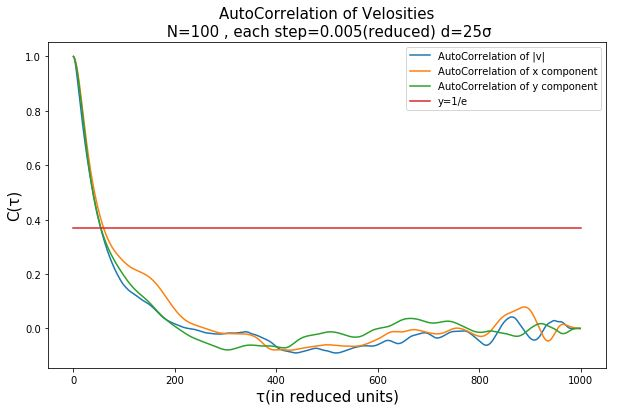 AutoCorrelation of Velosities
N=100 , each step=0.005(reduced) d=25σ
AutoCorrelation of |v|
AutoCorrelation of x component
AutoCorrelation of y component
y=1/e
C(τ)
1.0
0.8
0.6
0.4
0.2
0.0
0 200 400 600 800 1000
τ(in reduced units)